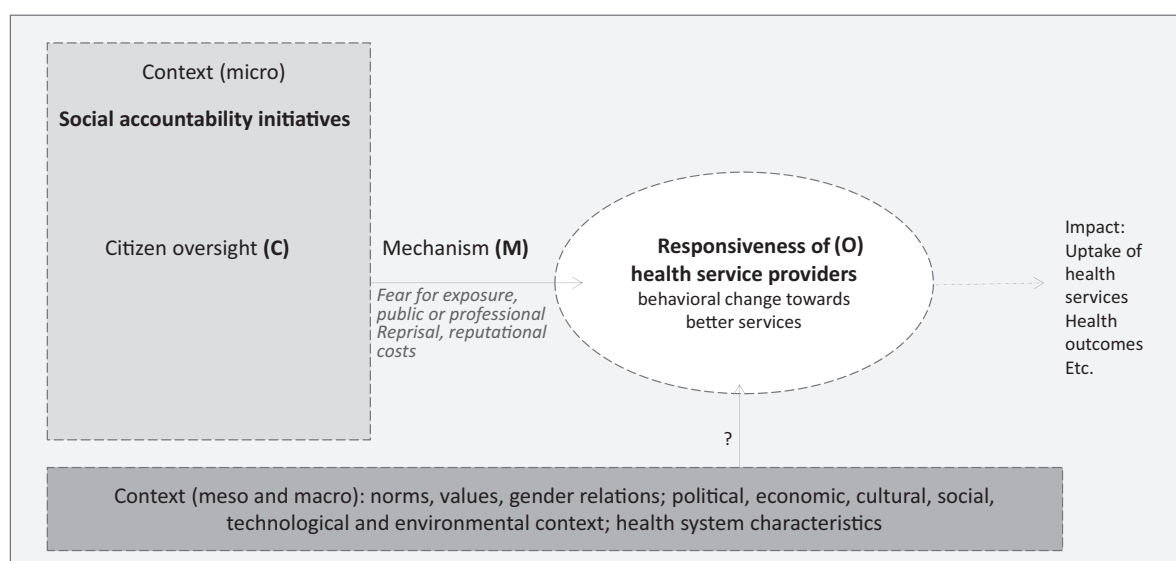 Context (micro)
Social accountability initiatives
Citizen oversight (C)
Mechanism (M)
Fear for exposure,
public or professional
Reprisal, reputational
costs
Responsiveness of (O)
health service providers
behavioral change towards
better services
Impact:
Uptake of
health
services
Health
outcomes
Etc.
?
Context (meso and macro): norms, values, gender relations; political, economic, cultural, social,
technological and environmental context; health system characteristics